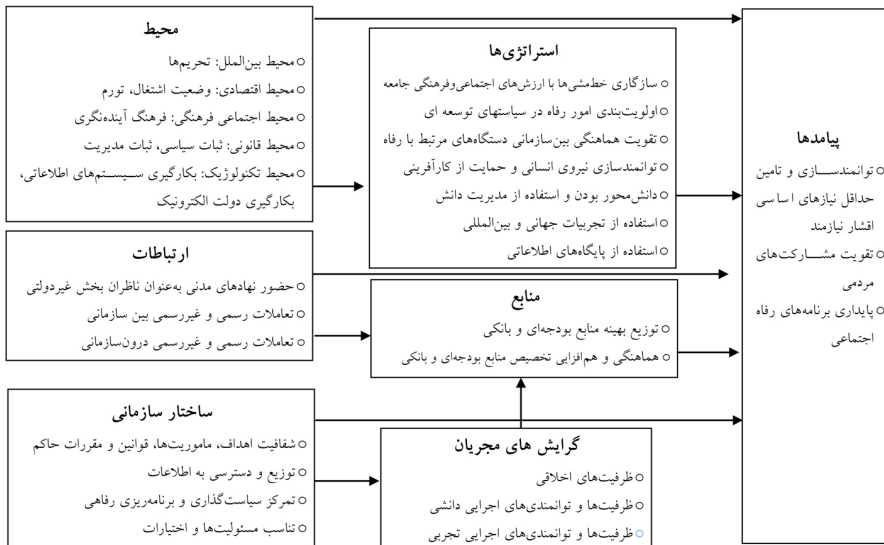 محیط
محیط بین‌الملل: تحریم‌ها
محیط اقتصادی: وضعیت اشتغال، تورم
محیط اجتماعی فرهنگی: فرهنگ آینده‌نگری
محیط قانونی: ثبات سیاسی، ثبات مدیریت
محیط تکنولوژیک: بکارگیری سیستم‌های اطلاعاتی،
بکارگیری دولت الکترونیک
استراتژی‌ها
سازگاری خط‌مشی‌ها با ارزش‌های اجتماعی‌وفرهنگی جامعه
اولویت‌بندی امور رفاه در سیاستهای توسعه ای
تقویت هماهنگی بین‌سازمانی دستگاه‌های مرتبط با رفاه
توانمندسازی نیروی انسانی و حمایت از کارآفرینی
دانش‌محور بودن و استفاده از مدیریت دانش
استفاده از تجربیات جهانی و بین‌المللی
استفاده از پایگاه‌های اطلاعاتی
پیامدها
توانمندسازی و تامین
حداقل نیازهای اساسی
اقشار نیازمند
تقویت مشارکت‌های
مردمی
پایداری برنامه‌های رفاه
اجتماعی
ارتباطات
حضور نهادهای مدنی به‌عنوان ناظران بخش غیردولتی
تعاملات رسمی و غیررسمی بین سازمانی
تعاملات رسمی و غیررسمی درون‌سازمانی
منابع
توزیع بهینه منابع بودجه‌ای و بانکی
هماهنگی و هم‌افزایی تخصیص منابع بودجه‌ای و بانکی
ساختار سازمانی
شفافیت اهداف، ماموریت‌ها، قوانین و مقررات حاکم
توزیع و دسترسی به اطلاعات
تمرکز سیاست‌گذاری و برنامه‌ریزی رفاهی
تناسب مسئولیت‌ها و اختیارات
گرایش های مجریان
ظرفیت‌های اخلاقی
ظرفیت‌ها و توانمندی‌های اجرایی دانشی
ظرفیت‌ها و توانمندی‌های اجرایی تجربی